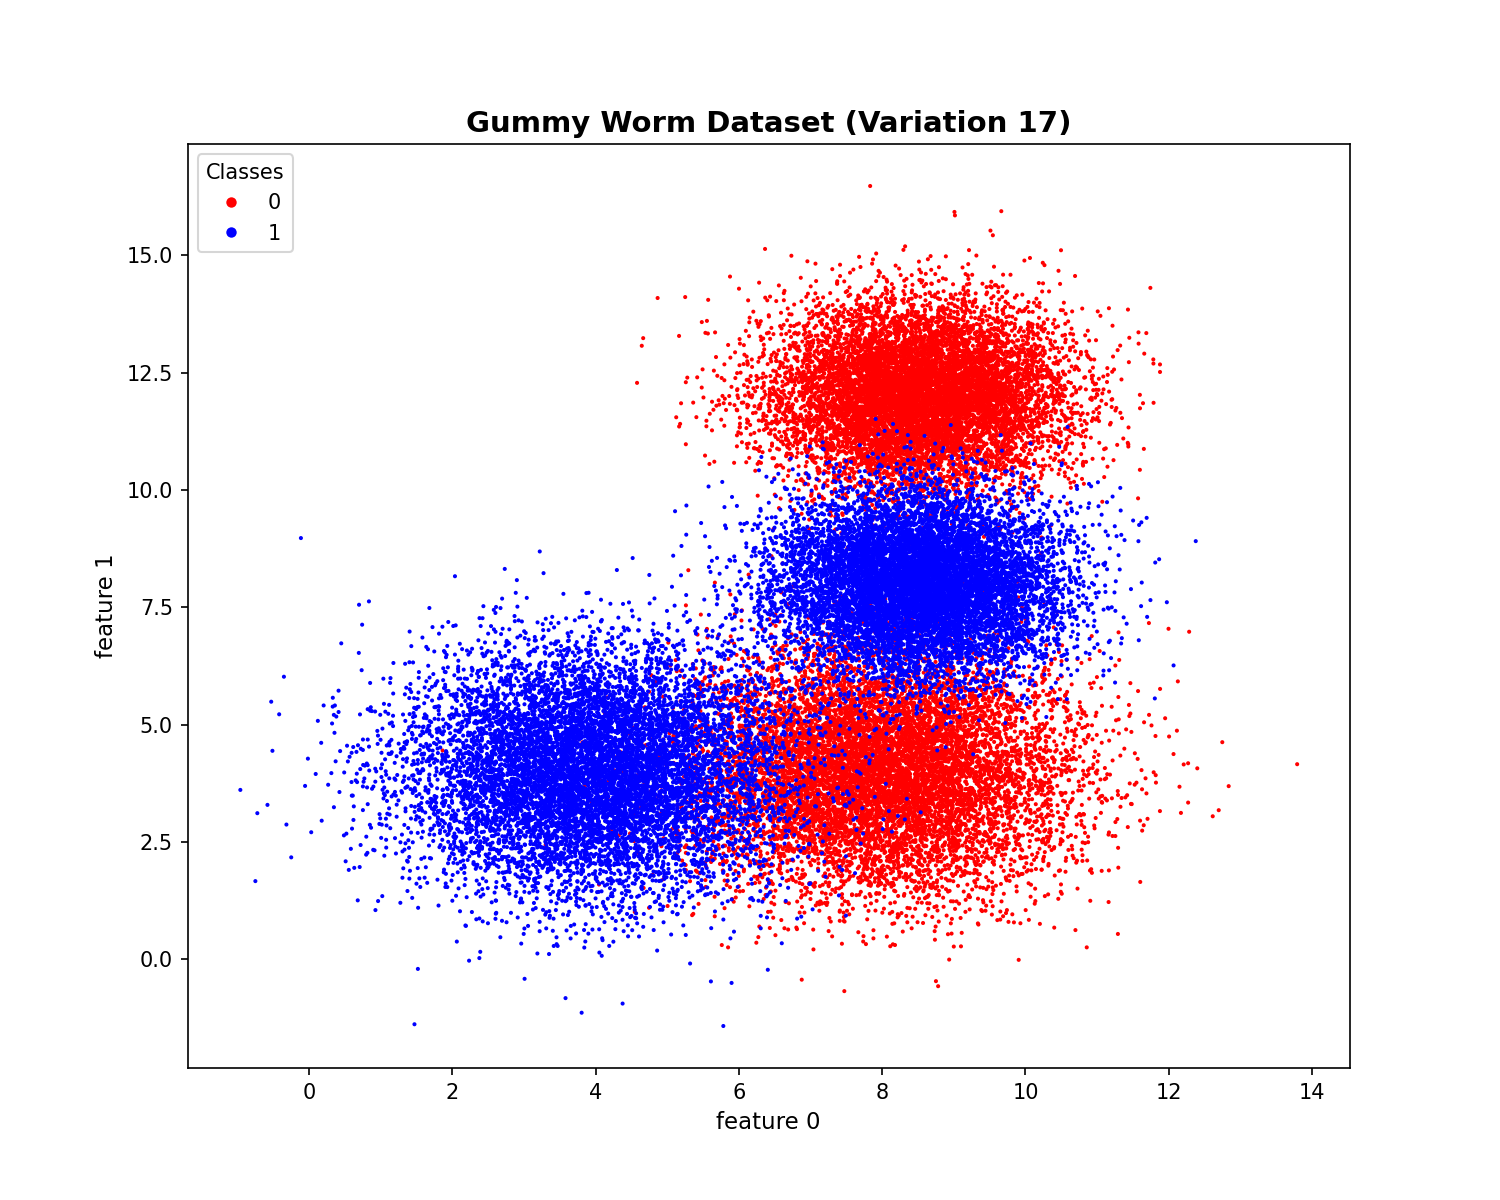 Gummy Worm Dataset (Variation 17)
Classes
0
1
15.0
12.5
10.0
7.5
5.0
2.5
0.0
feature 1
0 2 4 6 8 10 12 14
feature 0